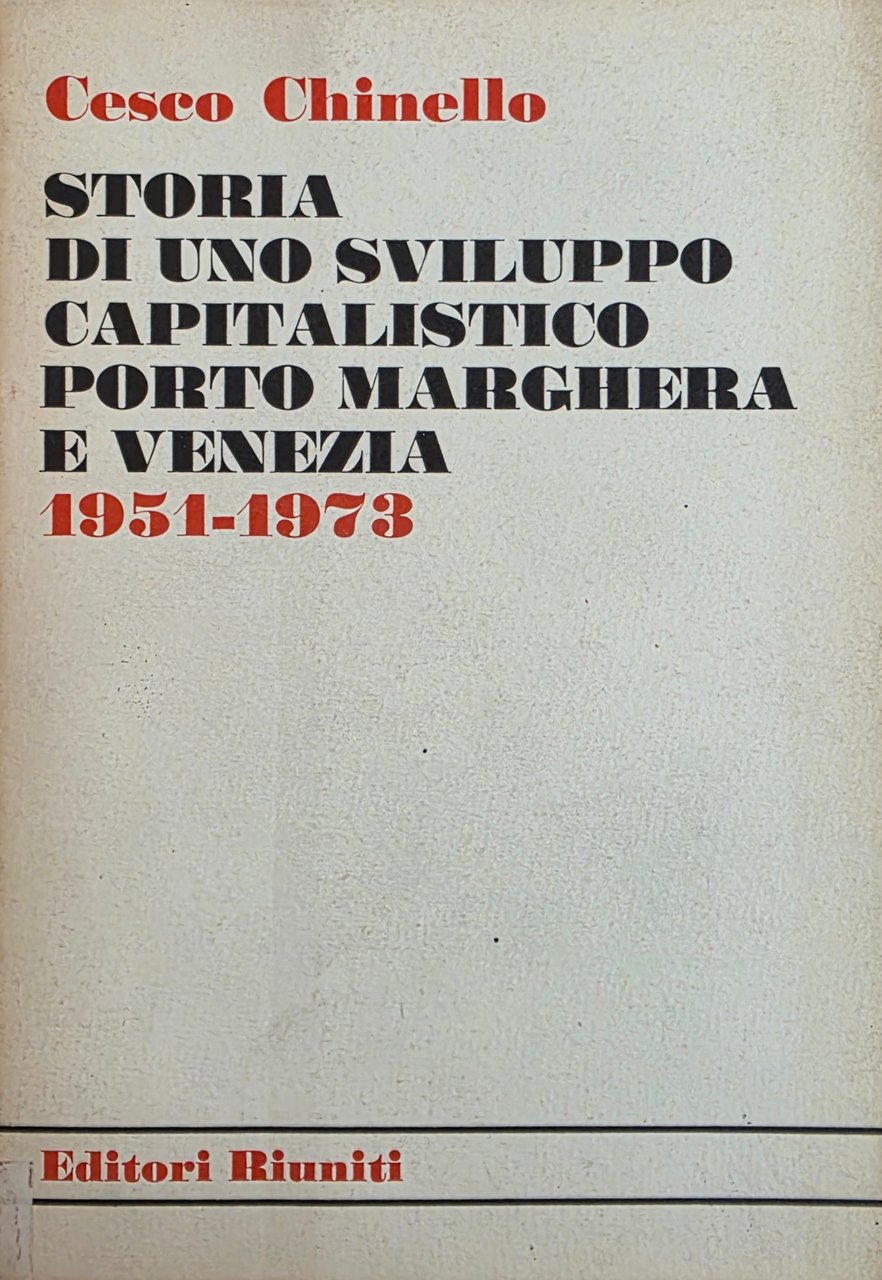 Cesco Chinello
STORIA
DI UNO SVILUPPO
CAPITALISTICO
PORTO MARGHERA
E VENEZIA
1951-1973
Editori Riuniti